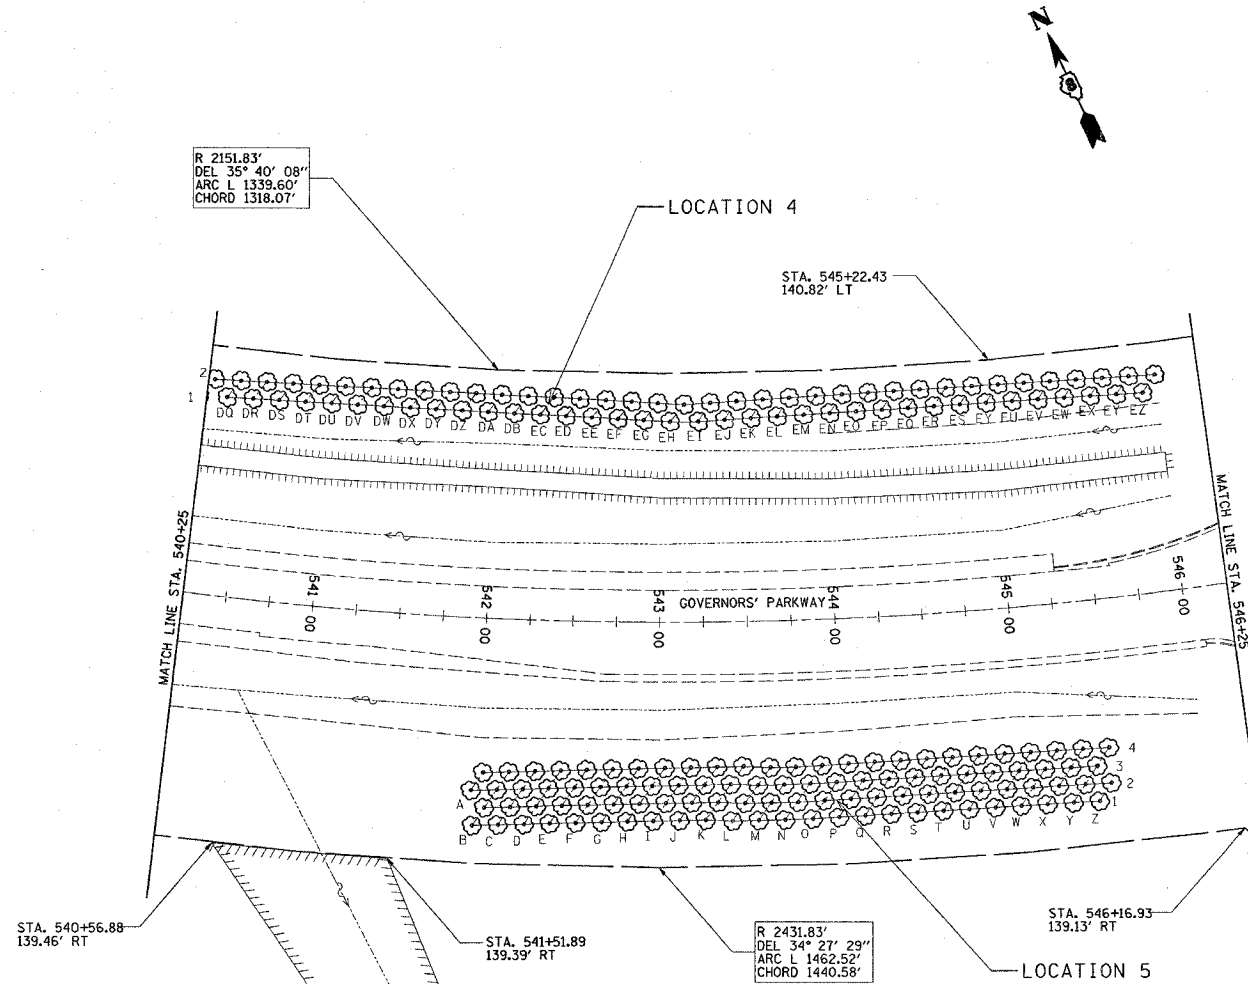 N
8
R 2151.83'
DEL 35° 40' 08"
ARC L 1339.60'
CHORD 1318.07'
LOCATION 4
STA. 545+22.43
140.82' LT
2
1
DQ DR DS DT DU DV DW DX DY DZ DA DB EC ED EE EF EG EH EI EJ EK EL EM EN EO EP EQ ER ES EY EU EV EW EX EY EZ
MATCH LINE STA. 540+25
MATCH LINE STA. 546+25
541 00
542 00
543 00
GOVERNORS' PARKWAY
544 00
545 00
546 00
4
3
2
1
A
B C D E F G H I J K L M N O P Q R S T U V W X Y Z
STA. 540+56.88
139.46' RT
STA. 541+51.89
139.39' RT
R 2431.83'
DEL 34° 27' 29"
ARC L 1462.52'
CHORD 1440.58'
STA. 546+16.93
139.13' RT
LOCATION 5